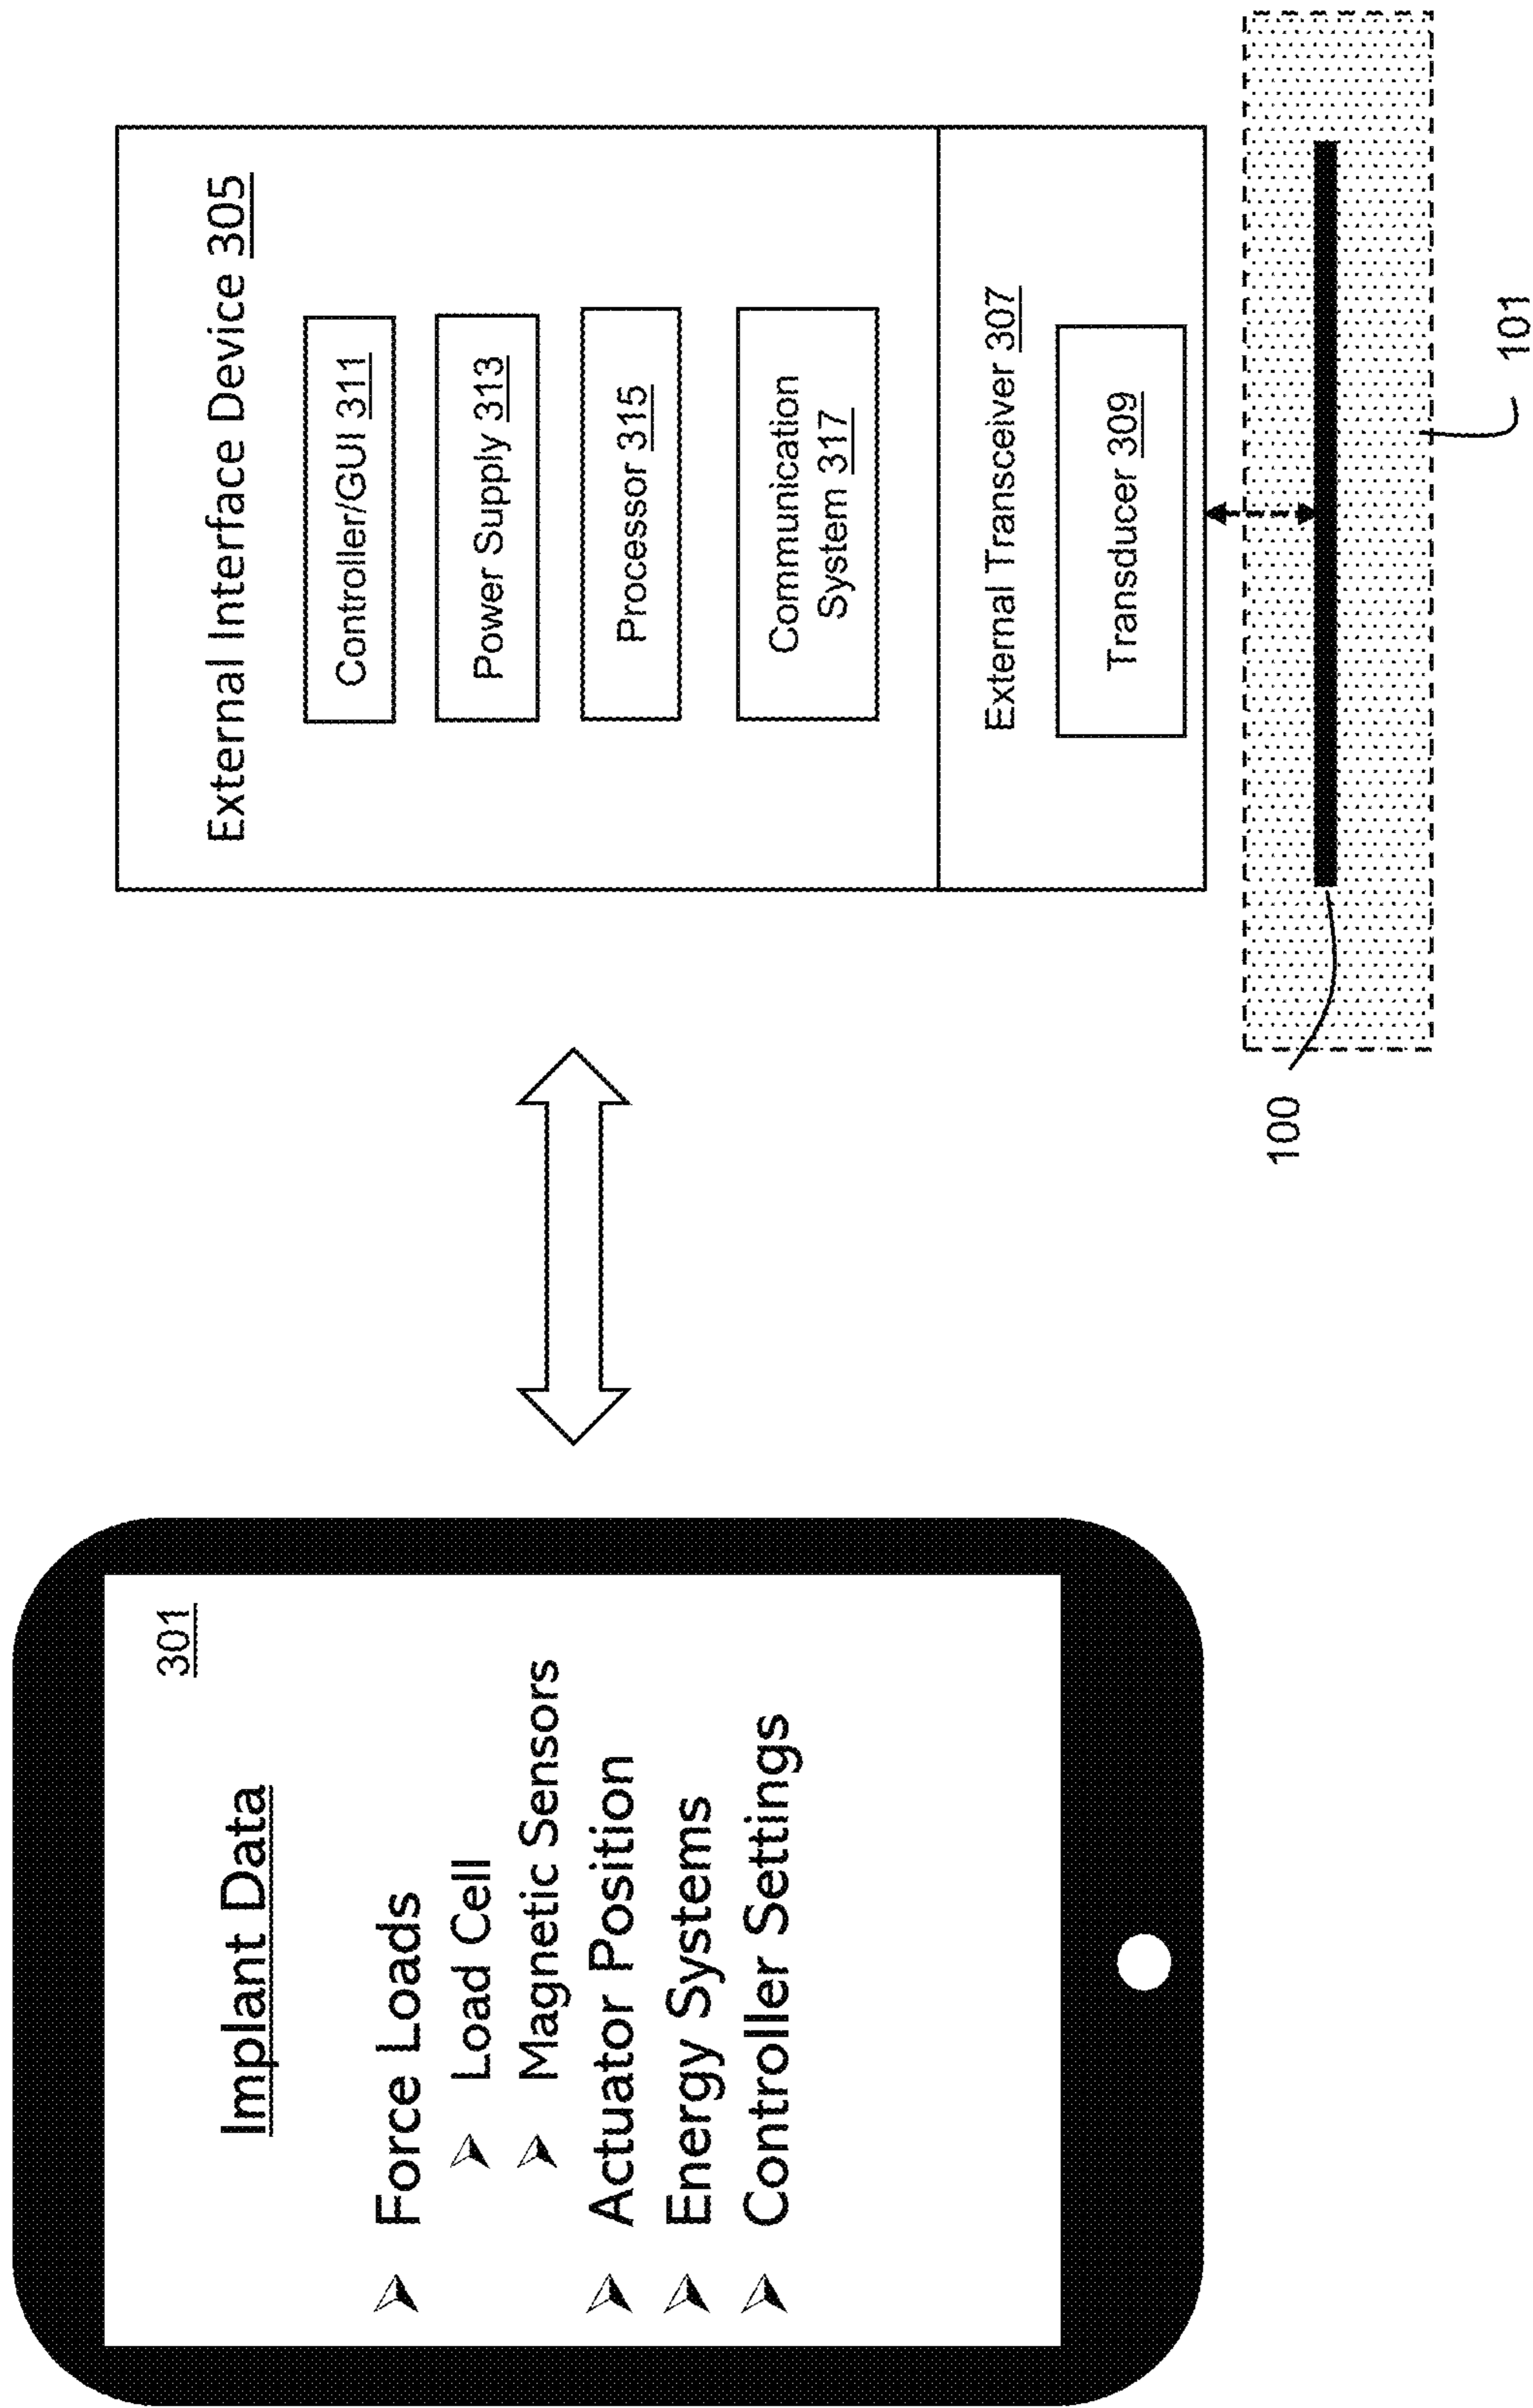 301
Implant Data
Force Loads
Load Cell
Magnetic Sensors
Actuator Position
Energy Systems
Controller Settings
External Interface Device 305
Controller/GUI 311
Power Supply 313
Processor 315
Communication
System 317
External Transceiver 307
Transducer 309
100
101